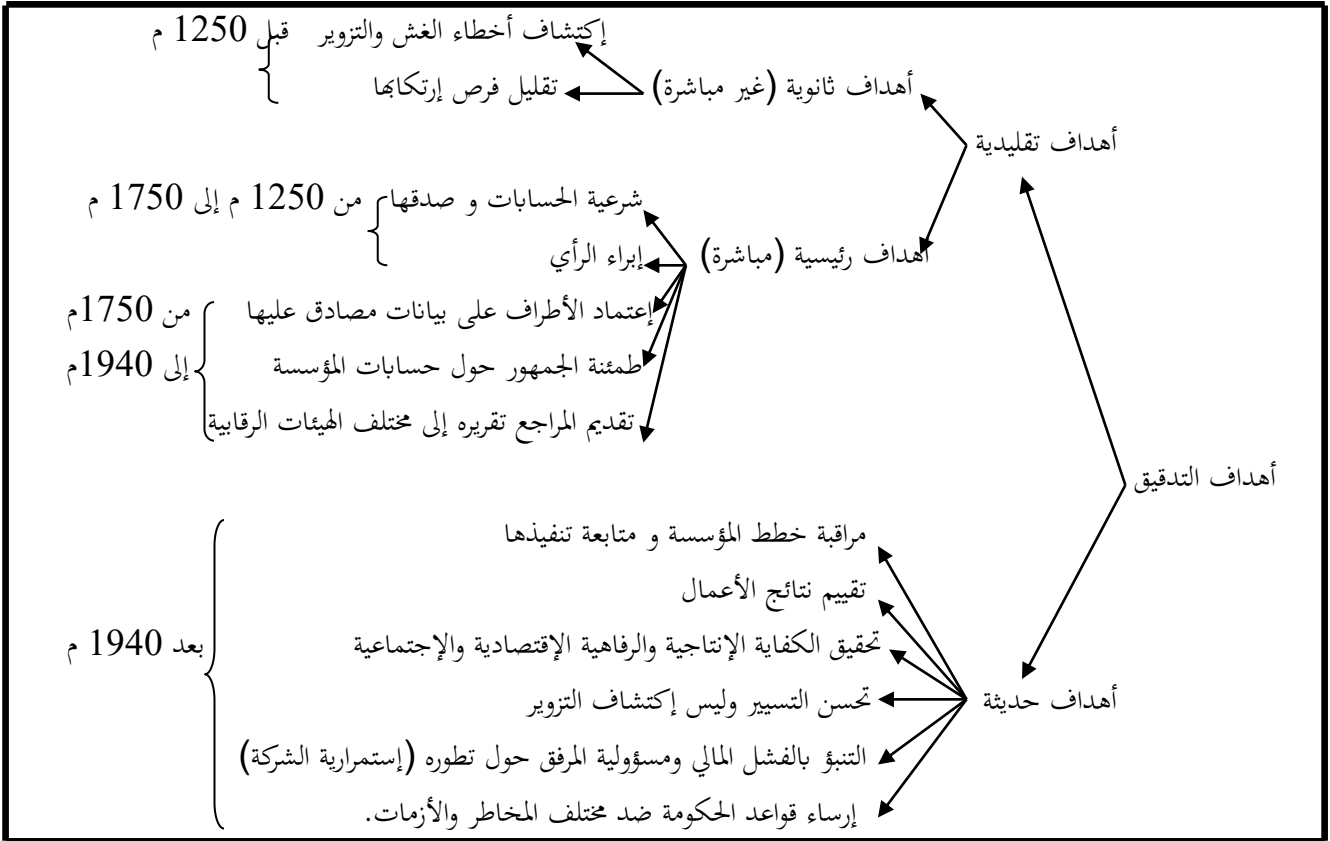 إكتشاف أخطاء الغش والتزوير قبل 1250 م
أهداف ثانوية (غير مباشرة) تقليل فرص إرتكابها
أهداف تقليدية
شرعية الحسابات و صدقها من 1250 م إلى 1750 م
أهداف رئيسية (مباشرة) إبراء الرأي
إعتماد الأطراف على بيانات مصادق عليها من 1750م
طمئنة الجمهور حول حسابات المؤسسة إلى 1940م
تقديم المراجع تقريره إلى مختلف الهيئات الرقابية
أهداف التدقيق
مراقبة خطط المؤسسة و متابعة تنفيذها
تقييم نتائج الأعمال
تحقيق الكفاية الإنتاجية والرفاهية الإقتصادية والإجتماعية بعد 1940 م
أهداف حديثة تحسن التسيير وليس إكتشاف التزوير
التنبؤ بالفشل المالي ومسؤولية المرفق حول تطوره (إستمرارية الشركة)
إرساء قواعد الحكومة ضد مختلف المخاطر والأزمات.